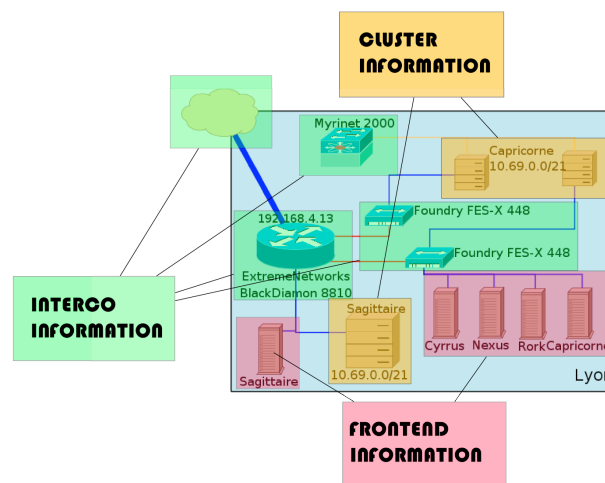 CLUSTER
INFORMATION
Myrinet 2000
Capricorne
10.69.0.0/21
192.168.4.13
Foundry FES-X 448
Foundry FES-X 448
ExtremeNetworks
BlackDiamon 8810
INTERCO
INFORMATION
Sagittaire
10.69.0.0/21
Sagittaire
Cyrrus
Nexus
Rork
Capricorne
Lyo
FRONTEND
INFORMATION